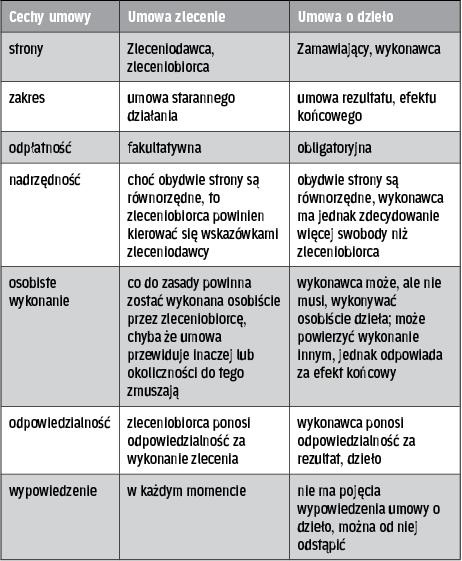 Cechy umowy Umowa zlecenie Umowa o dzieło
strony Zleceniodawca, Zamawiający, wykonawca
zleceniobiorca
zakres umowa starannego umowa rezultatu, efektu
działania końcowego
odpłatność fakultatywna obligatoryjna
nadrzędność choć obydwie strony są obydwie strony są
równorzędne, to równorzędne, wykonawca
zleceniobiorca powinien ma jednak zdecydowanie
kierować się wskazówkami więcej swobody niż
zleceniodawcy zleceniobiorca
osobiste co do zasady powinna wykonawca może, ale nie
wykonanie zostać wykonana osobiście musi, wykonywać
przez zleceniobiorcę, osobiście dzieła; może
chyba że umowa powierzyć wykonanie
przewiduje inaczej lub innym, jednak odpowiada
okoliczności do tego za efekt końcowy
zmuszają
odpowiedzialność zleceniobiorca ponosi wykonawca ponosi
odpowiedzialność za odpowiedzialność za
wykonanie zlecenia rezultat, dzieło
wypowiedzenie w każdym momencie nie ma pojęcia
wypowiedzenia umowy o
dzieło, można od niej
odstąpić